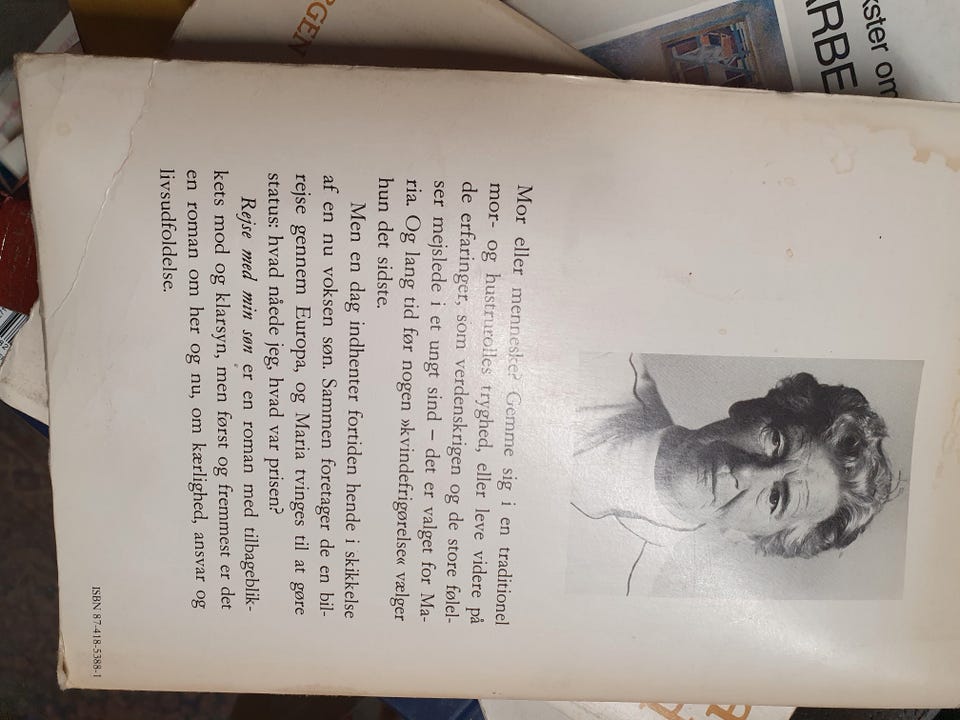 Mor eller menneske? Gemme sig i en traditionel
mor- og hustrurolles tryghed, eller leve videre på
de erfaringer, som verdenskrigen og de store følel-
ser mejslede i et ungt sind – det er valget for Ma-
ria. Og lang tid før nogen »kvindefrigørelse« vælger
hun det sidste.
Men en dag indhenter fortiden hende i skikkelse
af en nu voksen søn. Sammen foretager de en bil-
rejse gennem Europa, og Maria tvinges til at gøre
status: hvad nåede jeg, hvad var prisen?
Rejse med min søn er en roman med tilbageblik-
kets mod og klarsyn, men først og fremmest er det
en roman om her og nu, om kærlighed, ansvar og
livsudfoldelse.
ISBN 87-418-5388-1
kster om
ARBE
RGEN